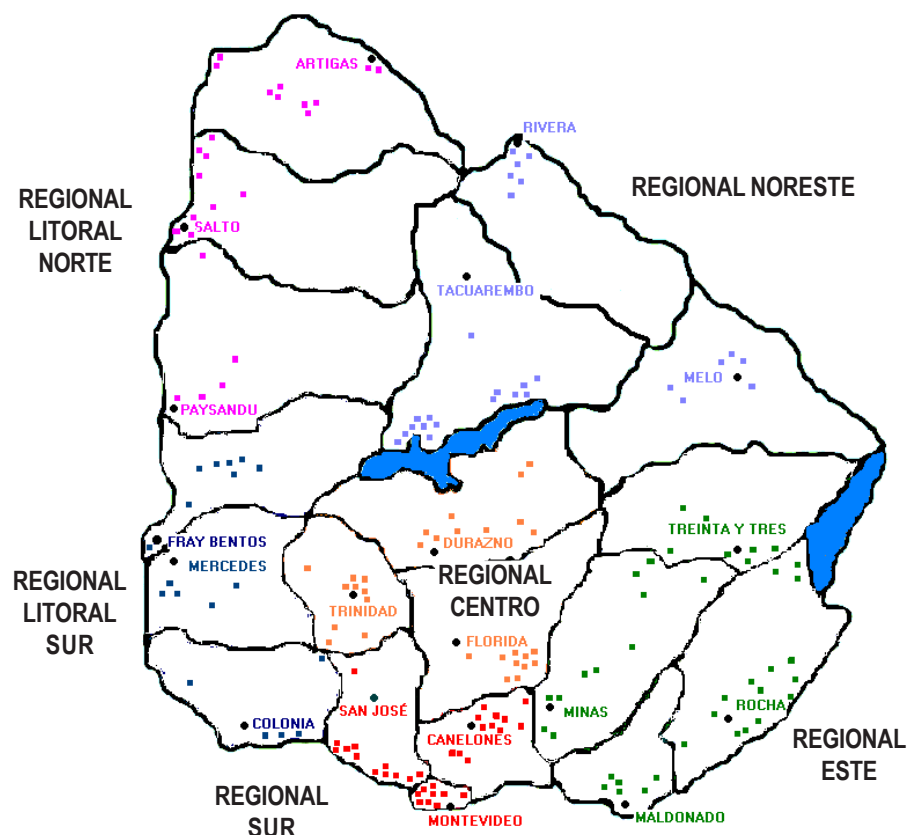 ARTIGAS
RIVERA
REGIONAL NORESTE
REGIONAL
LITORAL
NORTE
SALTO
TACUAREMBO
MELO
PAYSANDU
TREINTA Y TRES
FRAY BENTOS
DURAZNO
MERCEDES
REGIONAL
LITORAL
SUR
REGIONAL
CENTRO
TRINIDAD
FLORIDA
SAN JOSÉ
MINAS
ROCHA
COLONIA
CANELONES
REGIONAL
ESTE
REGIONAL
SUR
MONTEVIDEO
MALDONADO